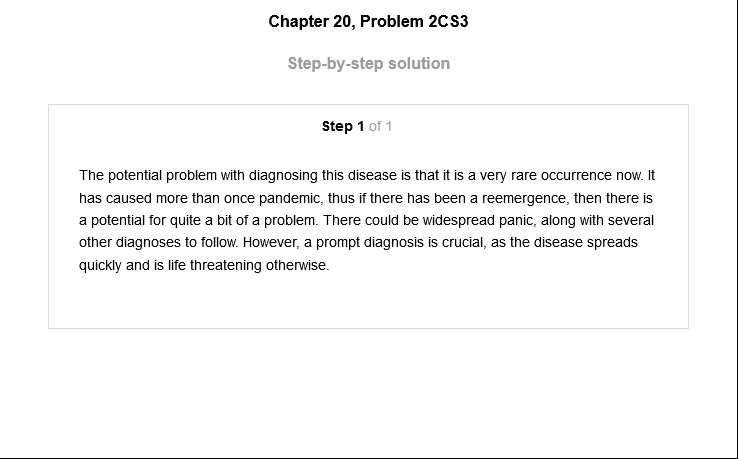 Chapter 20, Problem 2CS3
Step-by-step solution
Step 1 of 1
The potential problem with diagnosing this disease is that it is a very rare occurrence now. It
has caused more than once pandemic, thus if there has been a reemergence, then there is
a potential for quite a bit of a problem. There could be widespread panic, along with several
other diagnoses to follow. However, a prompt diagnosis is crucial, as the disease spreads
quickly and is life threatening otherwise.